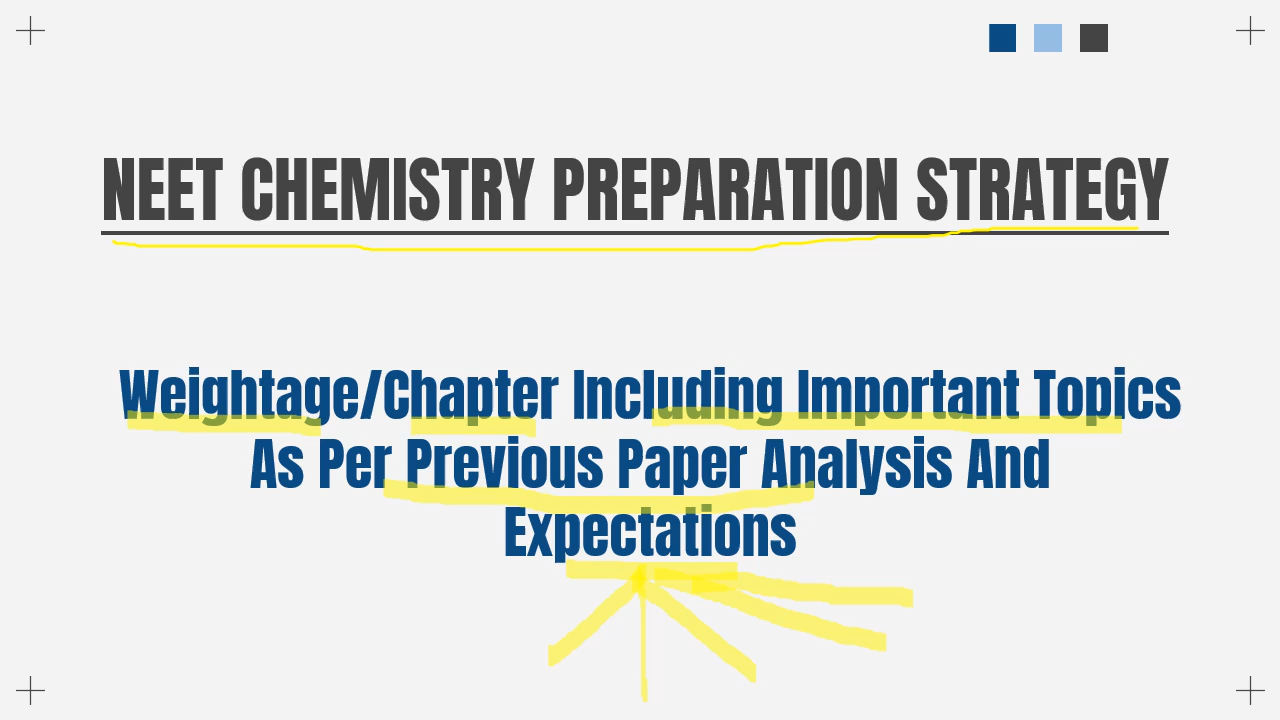 NEET CHEMISTRY PREPARATION STRATEGY
Weightage/Chapter Including Important Topics
As Per Previous Paper Analysis And
Expectations